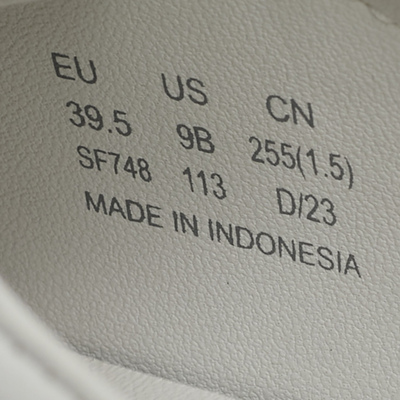 EU US CN
39.5 9B 255(1.5)
SF748 113 D/23
MADE IN INDONESIA